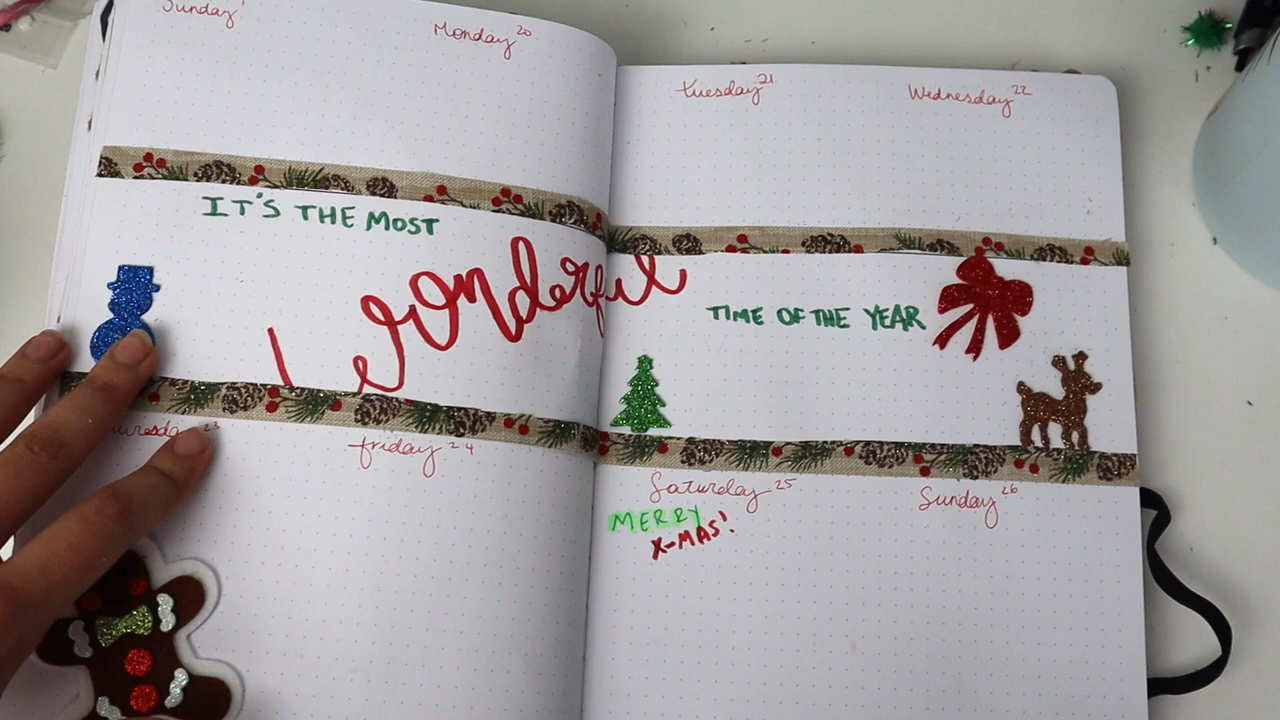 Sunday
Monday 20
Tuesday 21
Wednesday 22
IT'S THE MOST
Wonderful
TIME OF THE YEAR
23
friday 24
Saturday 25
Sunday 26
MERRY
X-MAS!